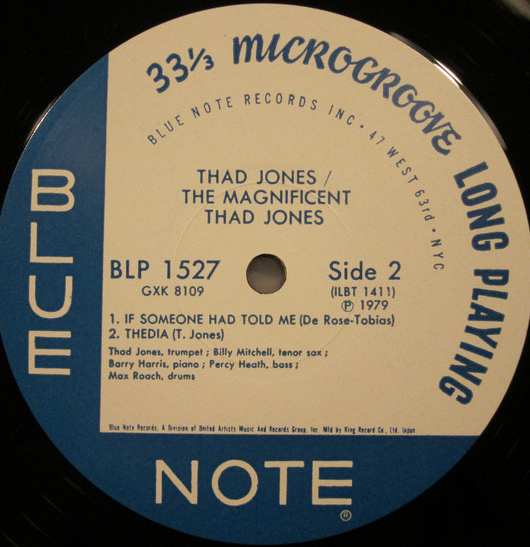 33⅓ MICROGROOVE LONG PLAYING
BLUE NOTE RECORDS INC • 47 WEST 63rd • NYC
THAD JONES /
THE MAGNIFICENT
THAD JONES
BLP 1527
GXK 8109
Side 2
(ILBT 1411)
Ⓟ 1979
1. IF SOMEONE HAD TOLD ME (De Rose-Tobias)
2. THEDIA (T. Jones)
Thad Jones, trumpet ; Billy Mitchell, tenor sax ;
Barry Harris, piano ; Percy Heath, bass ;
Max Roach, drums
Blue Note Records, A Division of United Artists Music And Records Group, Inc. Mfd by King Record Co., Ltd. Japan
BLUE
NOTE®